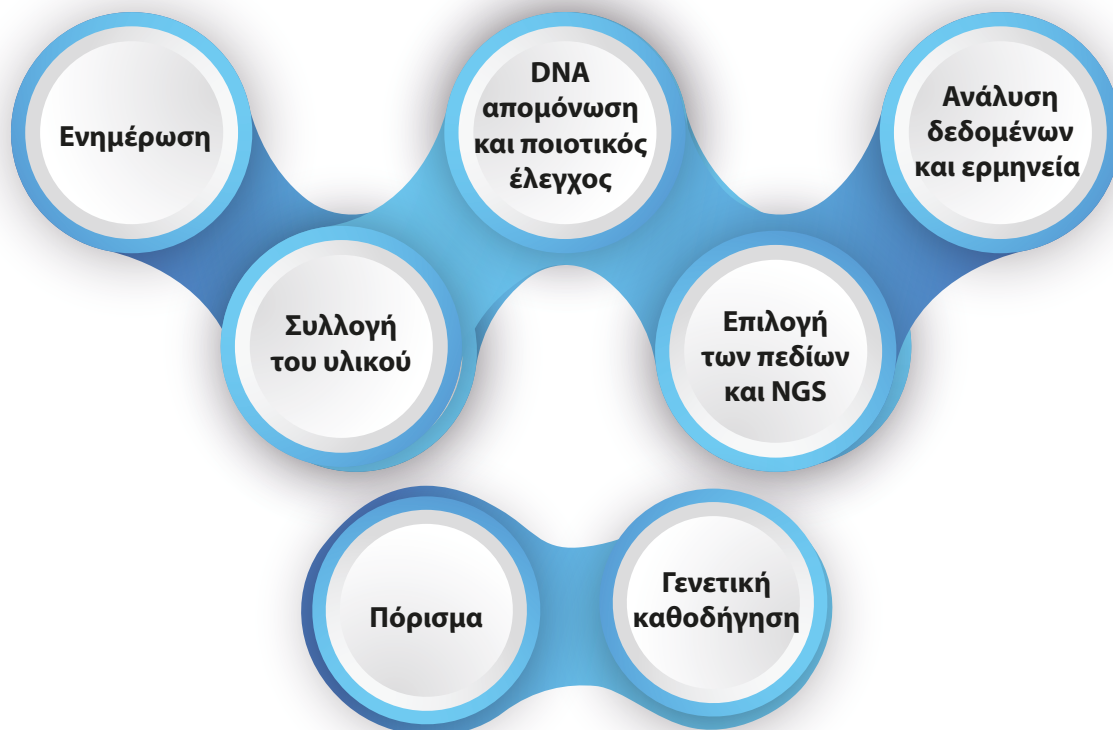 Ενημέρωση
Συλλογή
του υλικού
DNA
απομόνωση
και ποιοτικός
έλεγχος
Επιλογή
των πεδίων
και NGS
Ανάλυση
δεδομένων
και ερμηνεία
Πόρισμα
Γενετική
καθοδήγηση